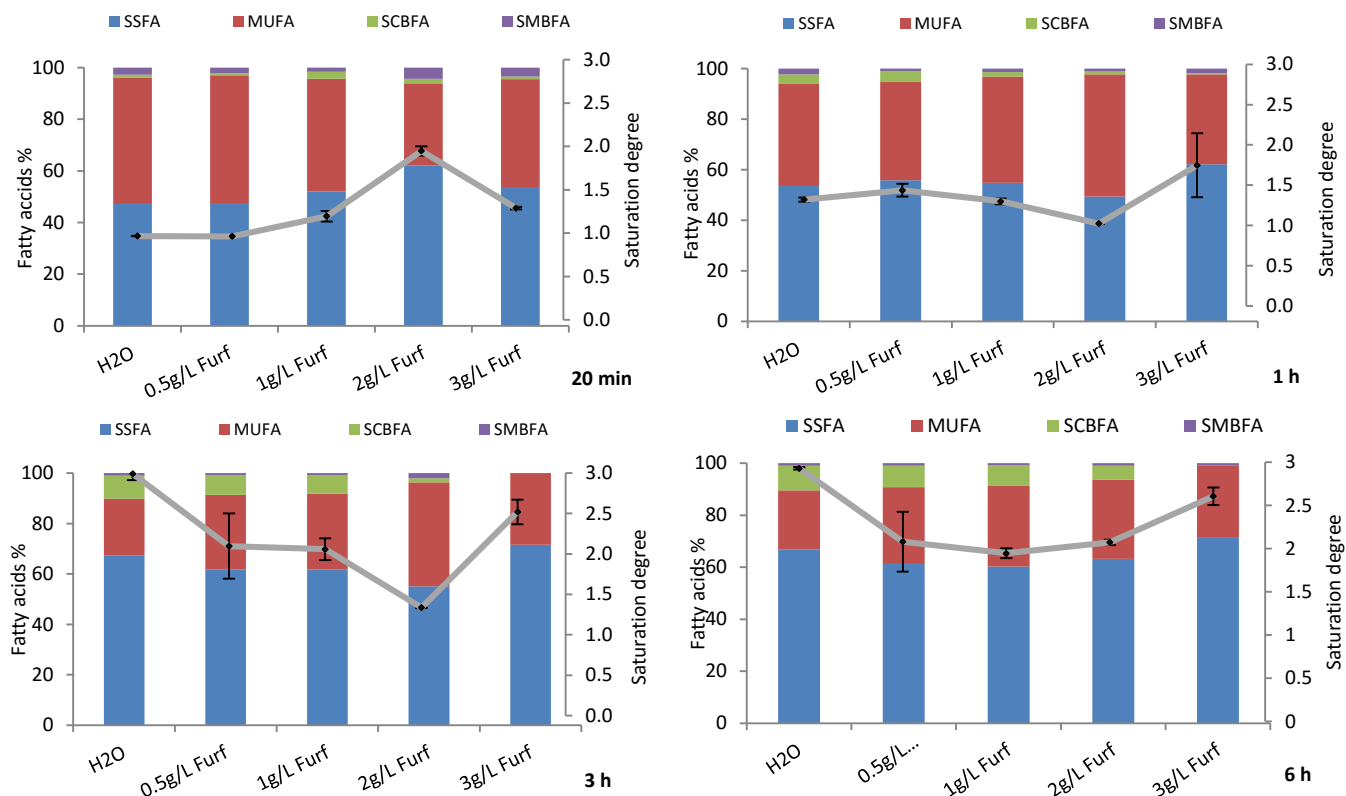 SSFA MUFA SCBFA SMBFA
Fatty accids %
100
80
60
40
20
0
3.0
2.5
2.0
1.5
1.0
0.5
0.0
Saturation degree
H2O
0.5g/L Furf
1g/L Furf
2g/L Furf
3g/L Furf
20 min
SSFA MUFA SCBFA SMBFA
Fatty acids %
100
80
60
40
20
0
3.0
2.5
2.0
1.5
1.0
0.5
0.0
Saturation degree
H2O
0.5g/L Furf
1g/L Furf
2g/L Furf
3g/L Furf
1 h
SSFA MUFA SCBFA SMBFA
Fatty acids %
100
80
60
40
20
0
3.0
2.5
2.0
1.5
1.0
0.5
0.0
Saturation degree
H2O
0.5g/L Furf
1g/L Furf
2g/L Furf
3g/L Furf
3 h
SSFA MUFA SCBFA SMBFA
Fatty acids %
100
80
60
40
20
0
3
2.5
2
1.5
1
0.5
0
Saturation degree
H2O
0.5g/L...
1g/L Furf
2g/L Furf
3g/L Furf
6 h